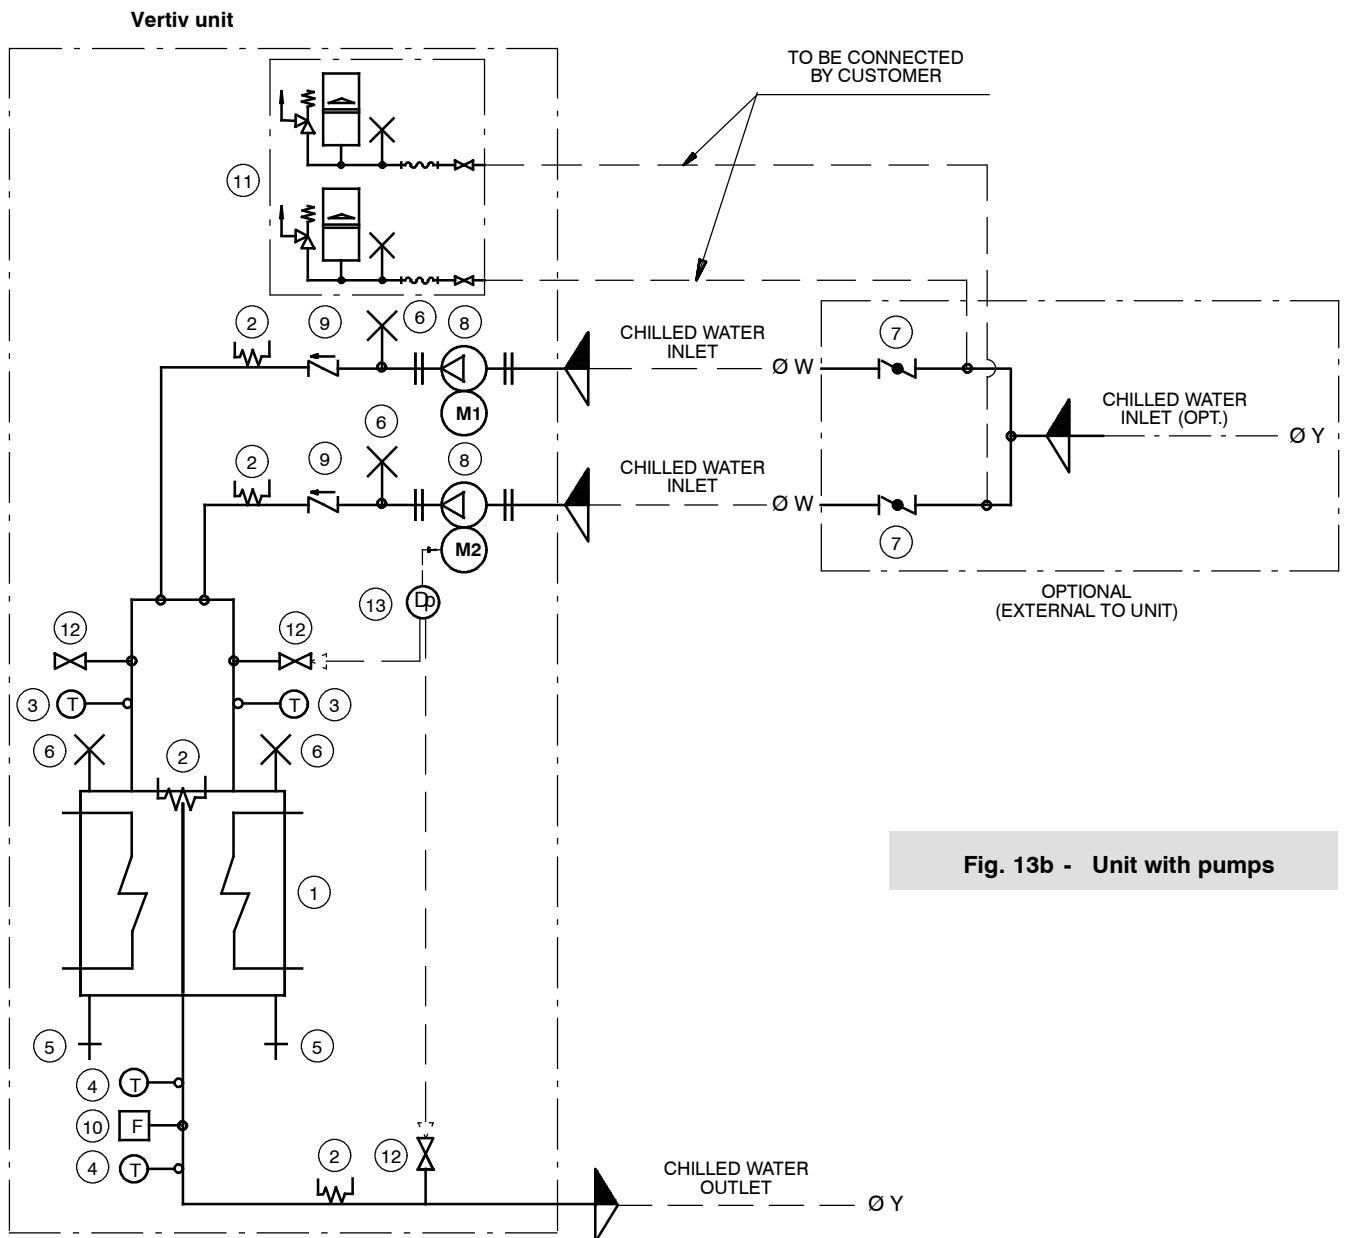 Vertiv unit
TO BE CONNECTED
BY CUSTOMER
11
2
9
6
8
CHILLED WATER
INLET
Ø W
7
M1
6
CHILLED WATER
INLET (OPT.)
Ø Y
2
9
8
CHILLED WATER
INLET
Ø W
7
M2
OPTIONAL
(EXTERNAL TO UNIT)
13
Dp
12
12
3
T
T
3
6
2
6
1
Fig. 13b - Unit with pumps
5
5
4
T
10
F
4
T
2
12
CHILLED WATER
OUTLET
Ø Y